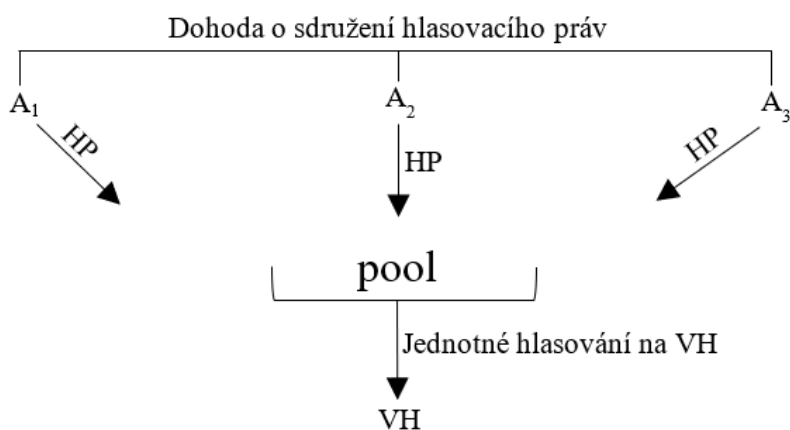 Dohoda o sdružení hlasovacího práv
A₁ A₂ A₃
HP HP HP
pool
Jednotné hlasování na VH
VH